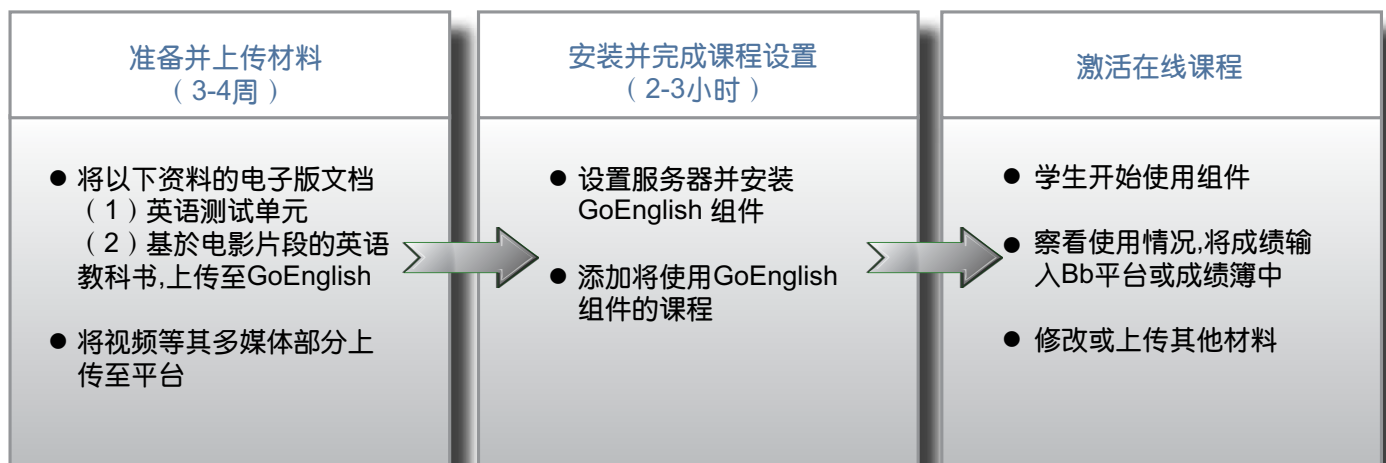 准备并上传材料
（3-4周）
● 将以下资料的电子版文档
（1）英语测试单元
（2）基於电影片段的英语
教科书,上传至GoEnglish
● 将视频等其多媒体部分上
传至平台
安装并完成课程设置
（2-3小时）
● 设置服务器并安装
GoEnglish 组件
● 添加将使用GoEnglish
组件的课程
激活在线课程
● 学生开始使用组件
● 察看使用情况,将成绩输
入Bb平台或成绩簿中
● 修改或上传其他材料